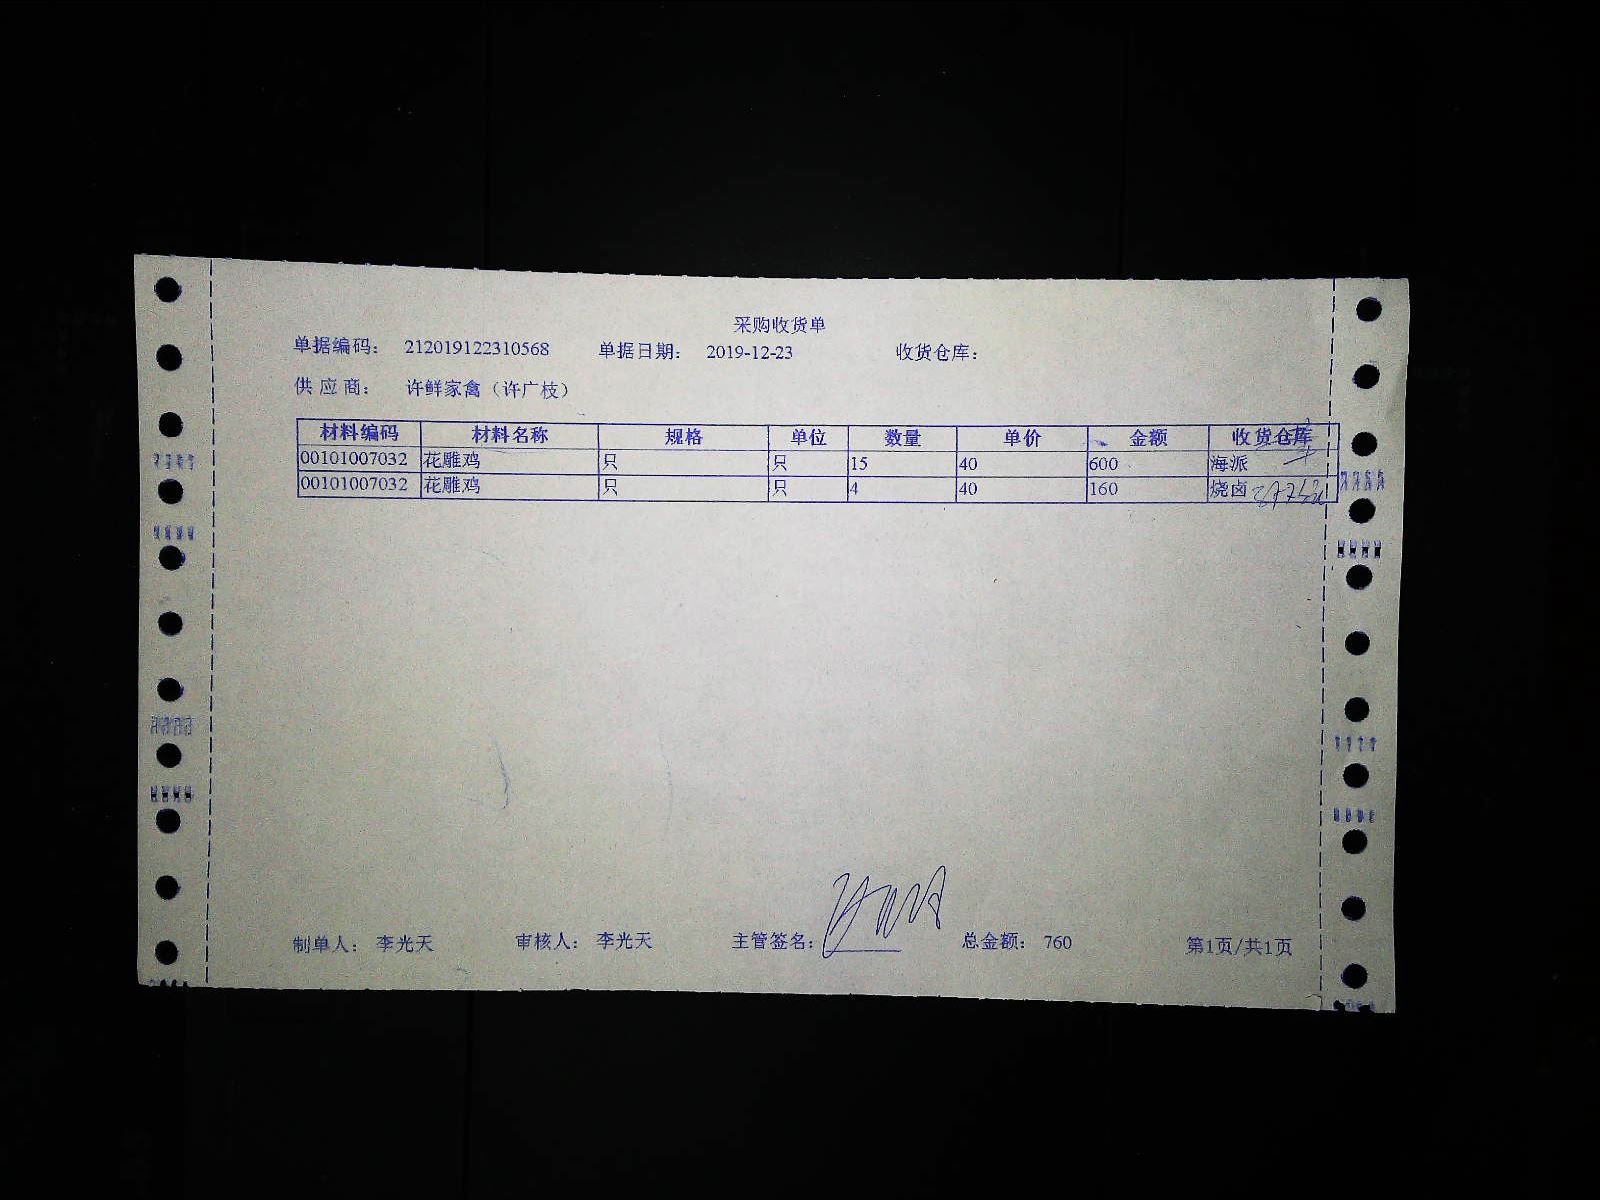 采购收货单
单据编码: 212019122310568 单据日期: 2019-12-23 收货仓库:
供应商: 许鲜家禽（许广枝）
材料编码 材料名称 规格 单位 数量 单价 金额 收货仓库
00101007032 花雕鸡 只 只 15 40 600 海派
00101007032 花雕鸡 只 只 4 40 160 烧卤
制单人: 李光天 审核人: 李光天 主管签名: 总金额: 760 第1页/共1页